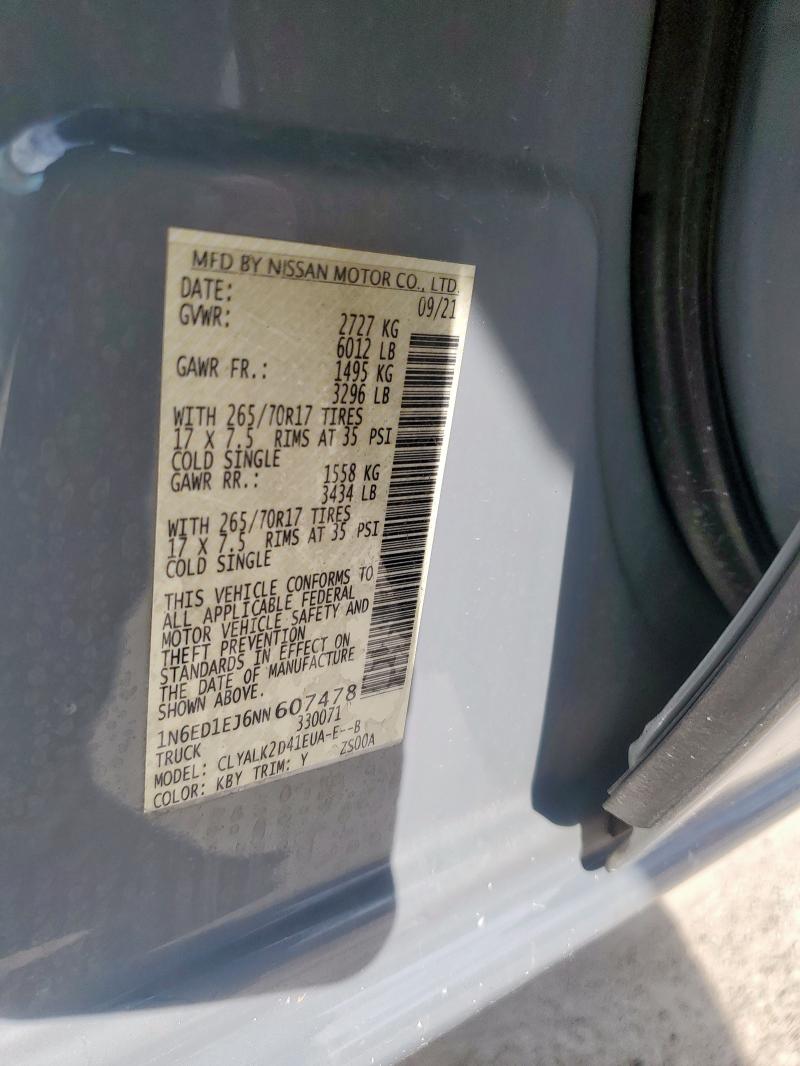 MFD BY NISSAN MOTOR CO., LTD.
DATE: 09/21
GVWR: 2727 KG
6012 LB
GAWR FR.: 1495 KG
3296 LB
WITH 265/70R17 TIRES
17 X 7.5 RIMS AT 35 PSI
COLD SINGLE
GAWR RR.: 1558 KG
3434 LB
WITH 265/70R17 TIRES
17 X 7.5 RIMS AT 35 PSI
COLD SINGLE
THIS VEHICLE CONFORMS TO
ALL APPLICABLE FEDERAL
MOTOR VEHICLE SAFETY AND
THEFT PREVENTION
STANDARDS IN EFFECT ON
THE DATE OF MANUFACTURE
SHOWN ABOVE.
1N6ED1EJ6NN607478
TRUCK 330071
MODEL: CLYALK2D41EUA-E--B
COLOR: KBY TRIM: Y ZS00A